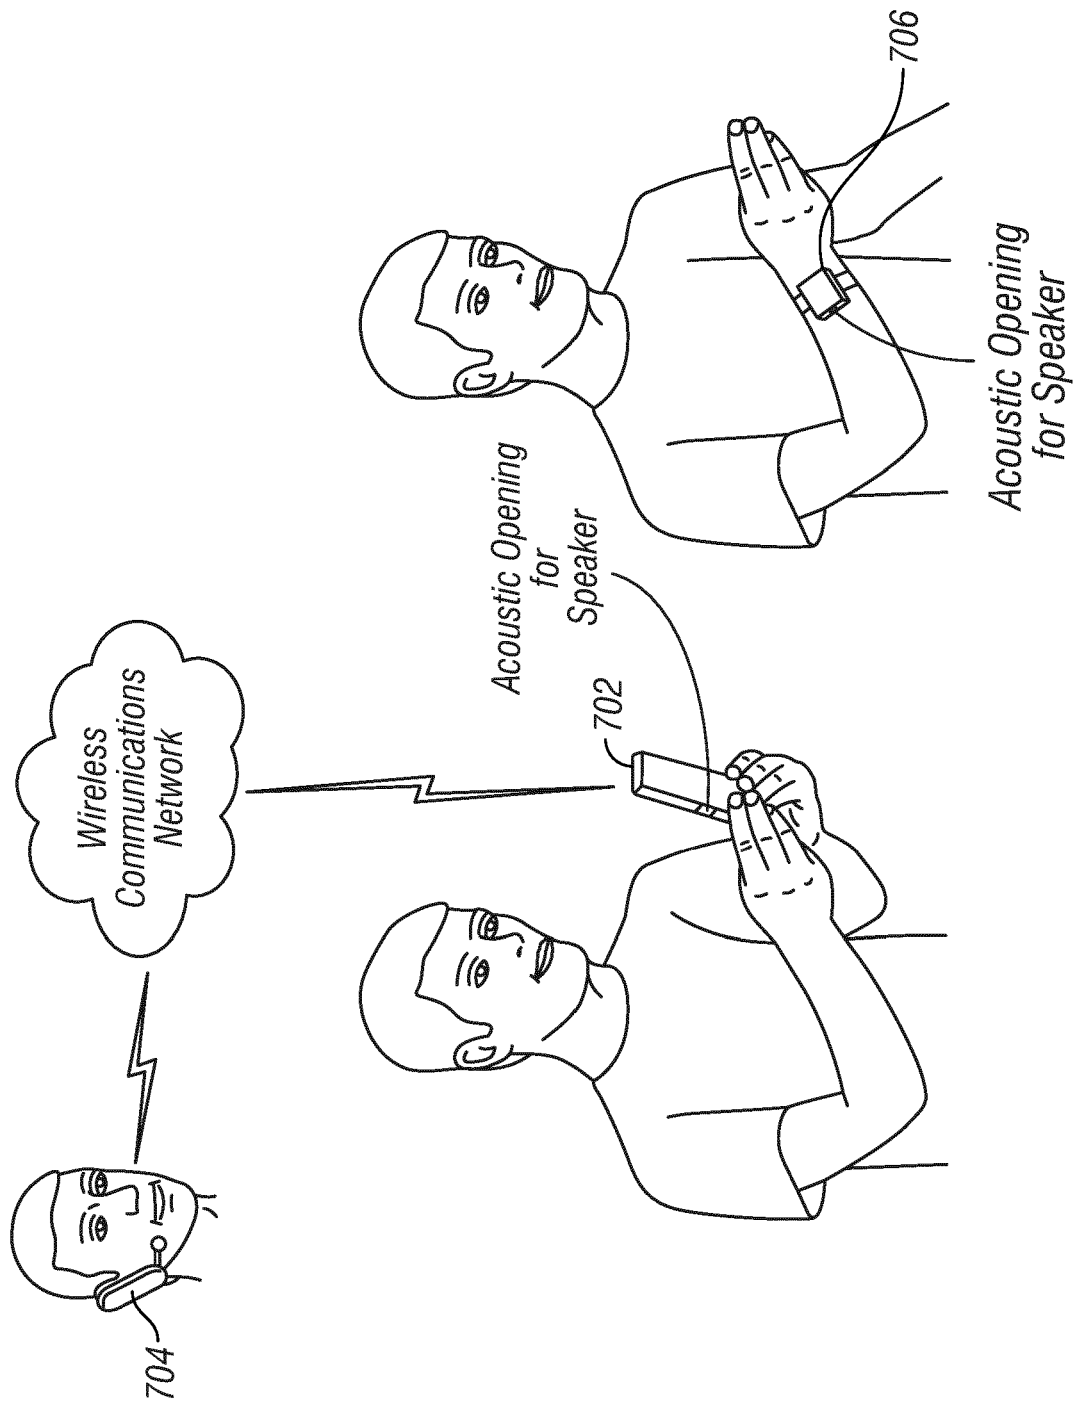 704
Wireless
Communications
Network
702
Acoustic Opening
for
Speaker
706
Acoustic Opening
for Speaker